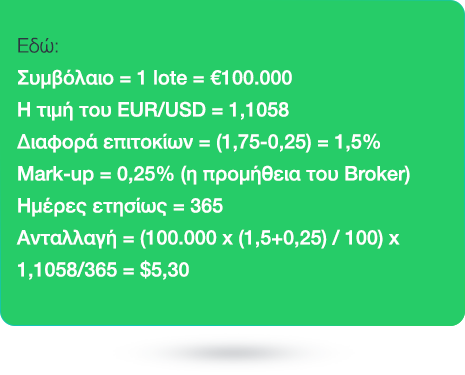 Εδώ:
Συμβόλαιο = 1 lote = €100.000
Η τιμή του EUR/USD = 1,1058
Διαφορά επιτοκίων = (1,75-0,25) = 1,5%
Mark-up = 0,25% (η προμήθεια του Broker)
Ημέρες ετησίως = 365
Ανταλλαγή = (100.000 x (1,5+0,25) / 100) x
1,1058/365 = $5,30